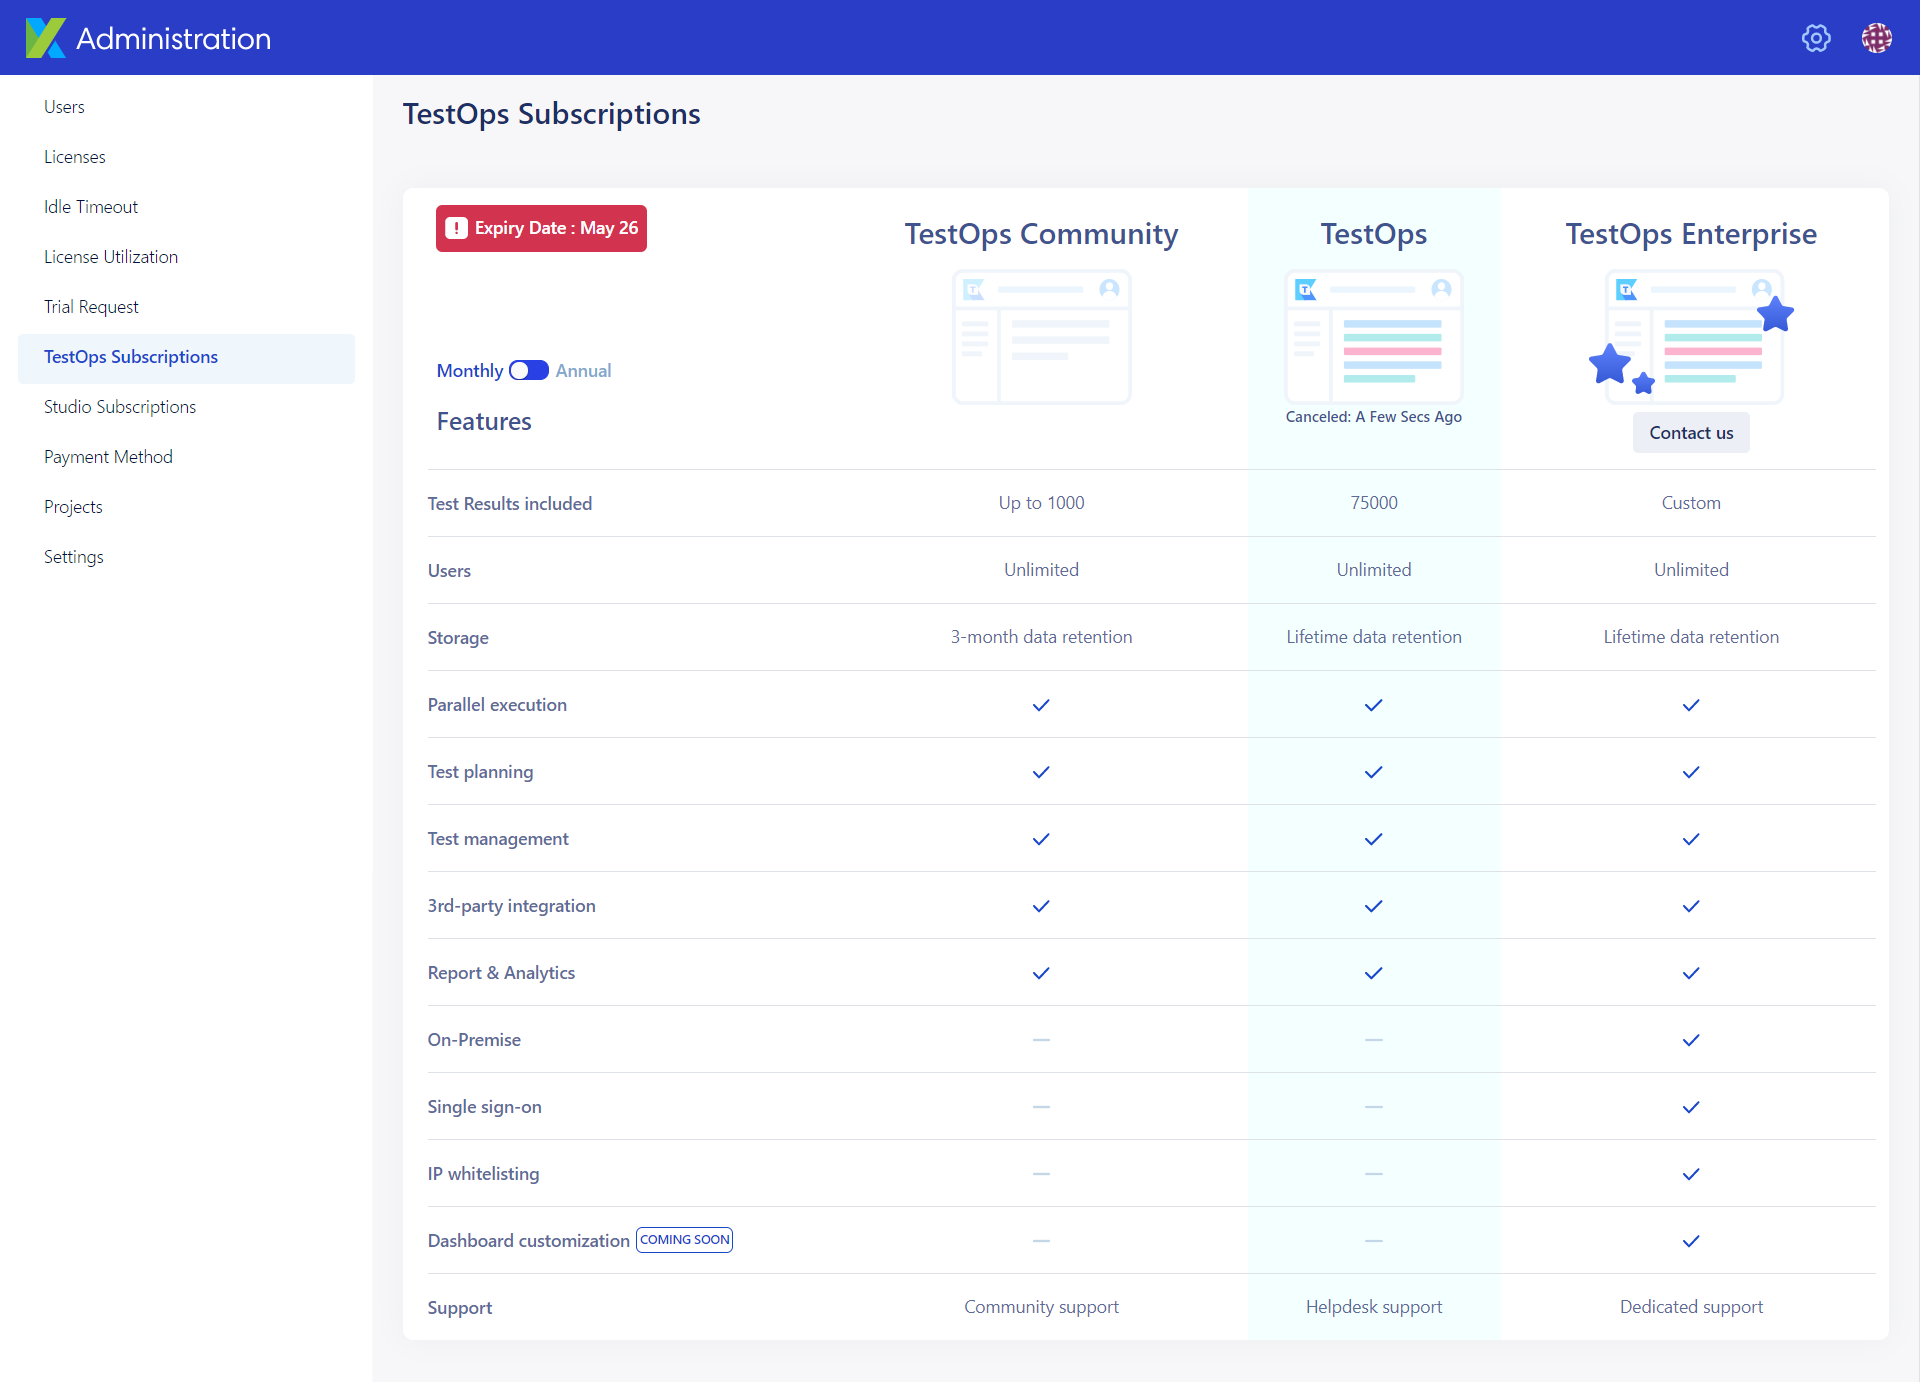 Administration
Users
Licenses
Idle Timeout
License Utilization
Trial Request
TestOps Subscriptions
Studio Subscriptions
Payment Method
Projects
Settings
TestOps Subscriptions
! Expiry Date : May 26
Monthly Annual
Features
TestOps Community
TestOps
Canceled: A Few Secs Ago
TestOps Enterprise
Contact us
Test Results included Up to 1000 75000 Custom
Users Unlimited Unlimited Unlimited
Storage 3-month data retention Lifetime data retention Lifetime data retention
Parallel execution
Test planning
Test management
3rd-party integration
Report & Analytics
On-Premise
Single sign-on
IP whitelisting
Dashboard customization COMING SOON
Support Community support Helpdesk support Dedicated support